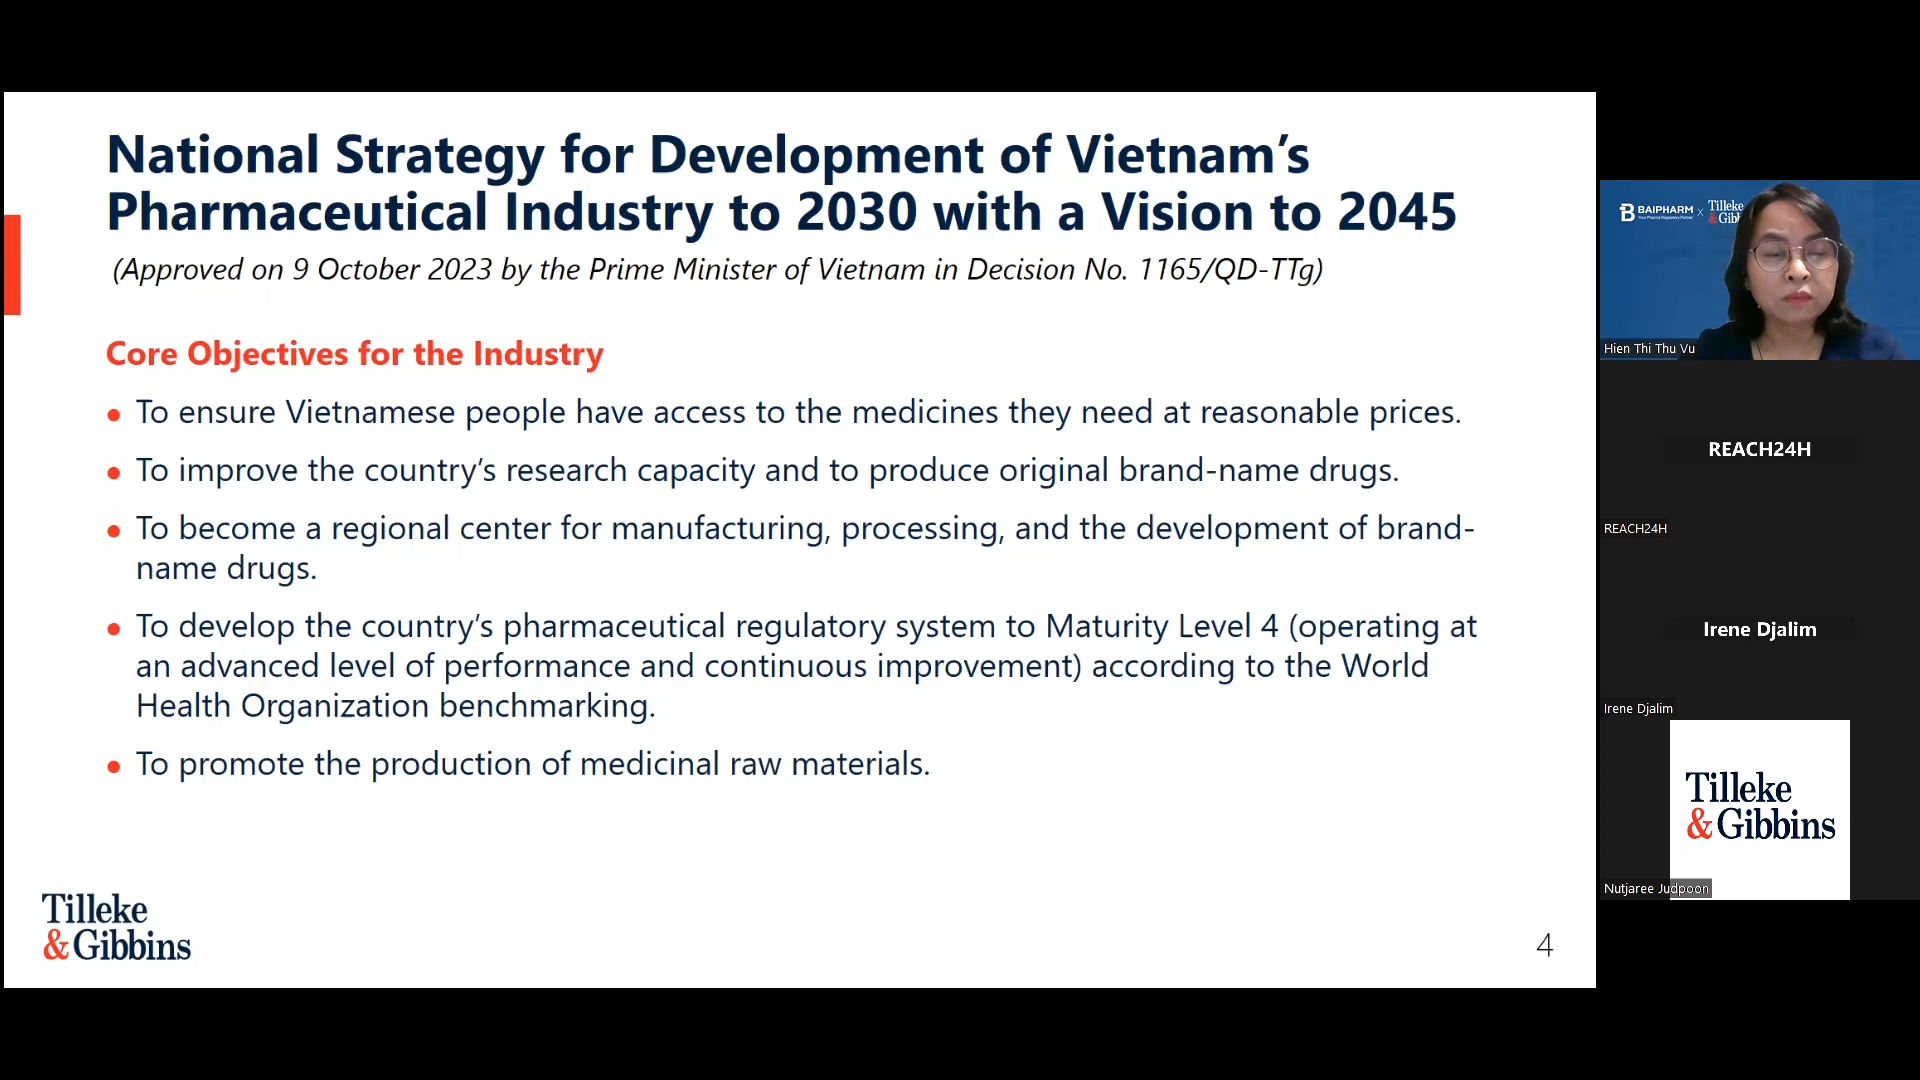 National Strategy for Development of Vietnam’s
Pharmaceutical Industry to 2030 with a Vision to 2045
(Approved on 9 October 2023 by the Prime Minister of Vietnam in Decision No. 1165/QD-TTg)
Core Objectives for the Industry
● To ensure Vietnamese people have access to the medicines they need at reasonable prices.
● To improve the country’s research capacity and to produce original brand-name drugs.
● To become a regional center for manufacturing, processing, and the development of brand-
name drugs.
● To develop the country’s pharmaceutical regulatory system to Maturity Level 4 (operating at
an advanced level of performance and continuous improvement) according to the World
Health Organization benchmarking.
● To promote the production of medicinal raw materials.
Tilleke
&Gibbins
4
BAIPHARM x Tilleke
Your Pharma Regulatory Partner
& Gibb
Hien Thi Thu Vu
REACH24H
REACH24H
Irene Djalim
Irene Djalim
Tilleke
&Gibbins
Nutjaree Judpoon